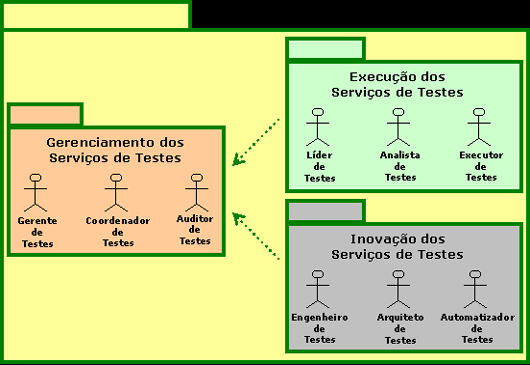 Gerenciamento dos
Serviços de Testes
Gerente
de
Testes
Coordenador
de
Testes
Auditor
de
Testes
Execução dos
Serviços de Testes
Líder
de
Testes
Analista
de
Testes
Executor
de
Testes
Inovação dos
Serviços de Testes
Engenheiro
de
Testes
Arquiteto
de
Testes
Automatizador
de
Testes